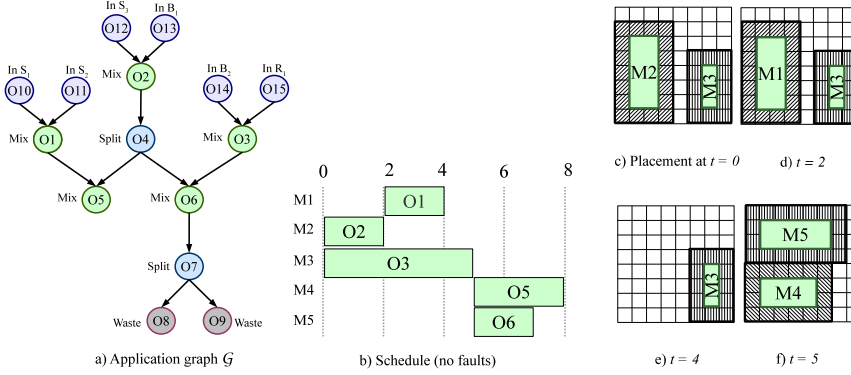 In S3
In B1
O12
O13
Mix
O2
In S1
In S2
In B2
In R1
O10
O11
O14
O15
Mix
O1
Split
O4
Mix
O3
Mix
O5
Mix
O6
Split
O7
Waste
O8
O9
Waste
a) Application graph G
0 2 4 6 8
M1
O1
M2
O2
M3
O3
M4
O5
M5
O6
b) Schedule (no faults)
M2
M3
M1
M3
c) Placement at t = 0
d) t = 2
M3
M5
M4
e) t = 4
f) t = 5